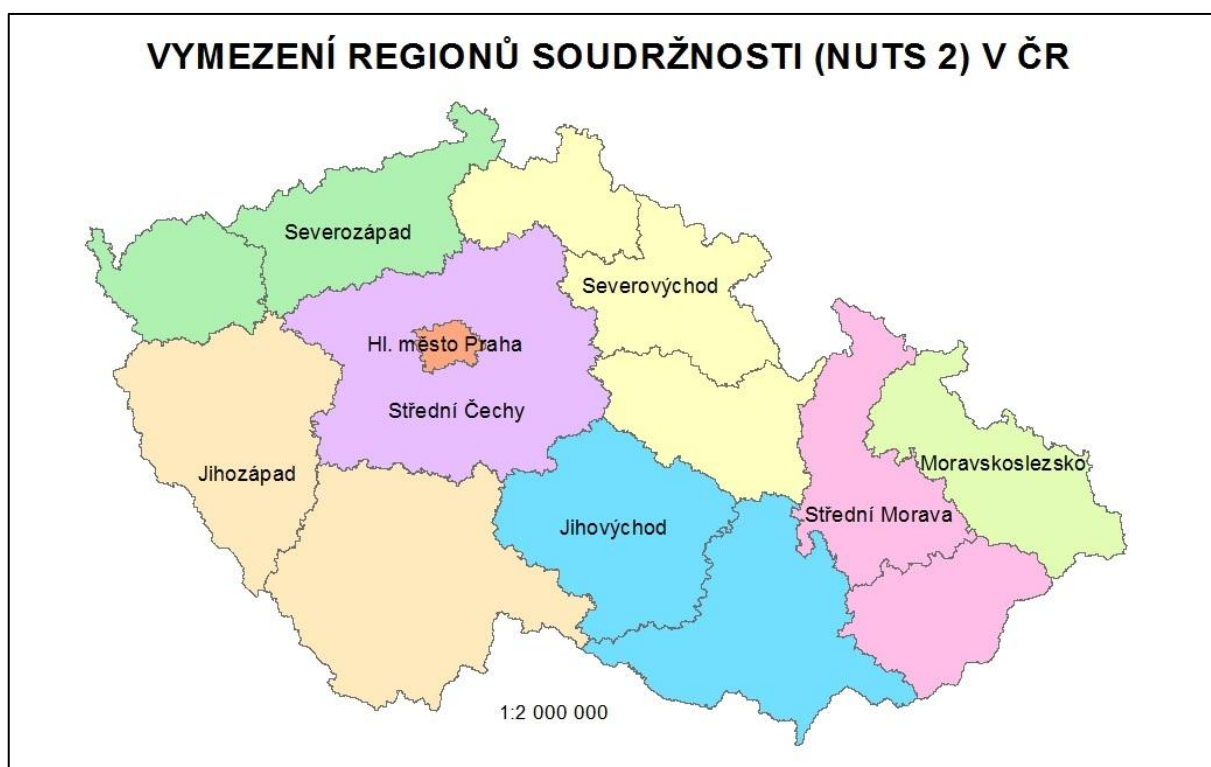 VYMEZENÍ REGIONŮ SOUDRŽNOSTI (NUTS 2) V ČR
Severozápad
Severovýchod
Hl. město Praha
Střední Čechy
Moravskoslezsko
Jihozápad
Střední Morava
Jihovýchod
1:2 000 000